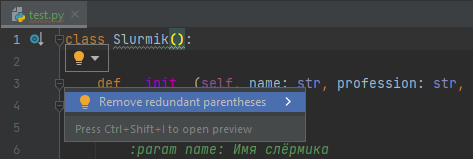 test.py
1 class Slurmik():
2
3 def __init__(self, name: str, profession: str,
4 Remove redundant parentheses
Press Ctrl+Shift+I to open preview
:param name: Имя слёрмика